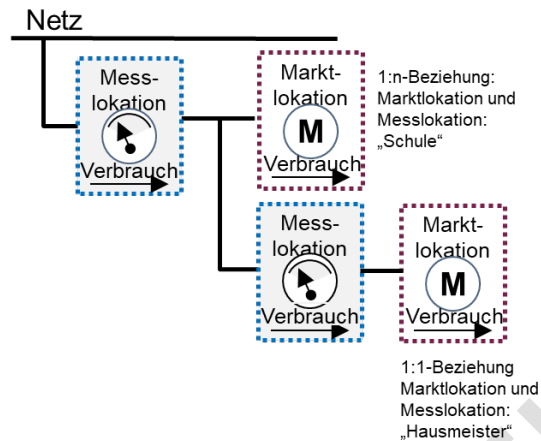 Netz
Mess-
lokation
Verbrauch
Markt-
lokation
M
Verbrauch
1:n-Beziehung:
Marktlokation und
Messlokation:
„Schule“
Mess-
lokation
Verbrauch
Markt-
lokation
M
Verbrauch
1:1-Beziehung
Marktlokation und
Messlokation:
„Hausmeister“